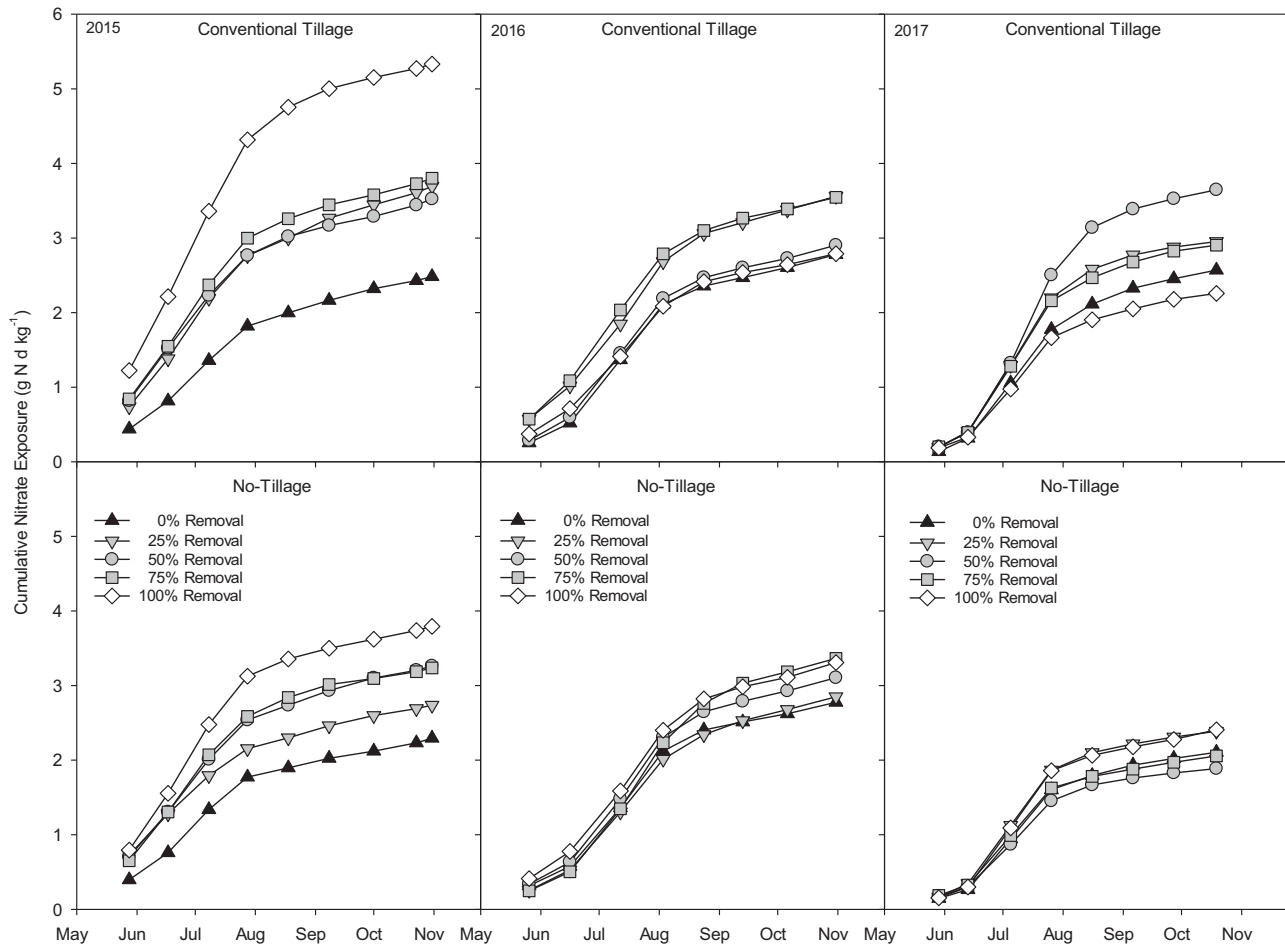 Cumulative Nitrate Exposure (g N d kg⁻¹)
6
5
4
3
2
1
0
2015
Conventional Tillage
2016
Conventional Tillage
2017
Conventional Tillage
5
4
3
2
1
0
No-Tillage
0% Removal
25% Removal
50% Removal
75% Removal
100% Removal
No-Tillage
0% Removal
25% Removal
50% Removal
75% Removal
100% Removal
No-Tillage
0% Removal
25% Removal
50% Removal
75% Removal
100% Removal
May Jun Jul Aug Sep Oct Nov
May Jun Jul Aug Sep Oct Nov
May Jun Jul Aug Sep Oct Nov